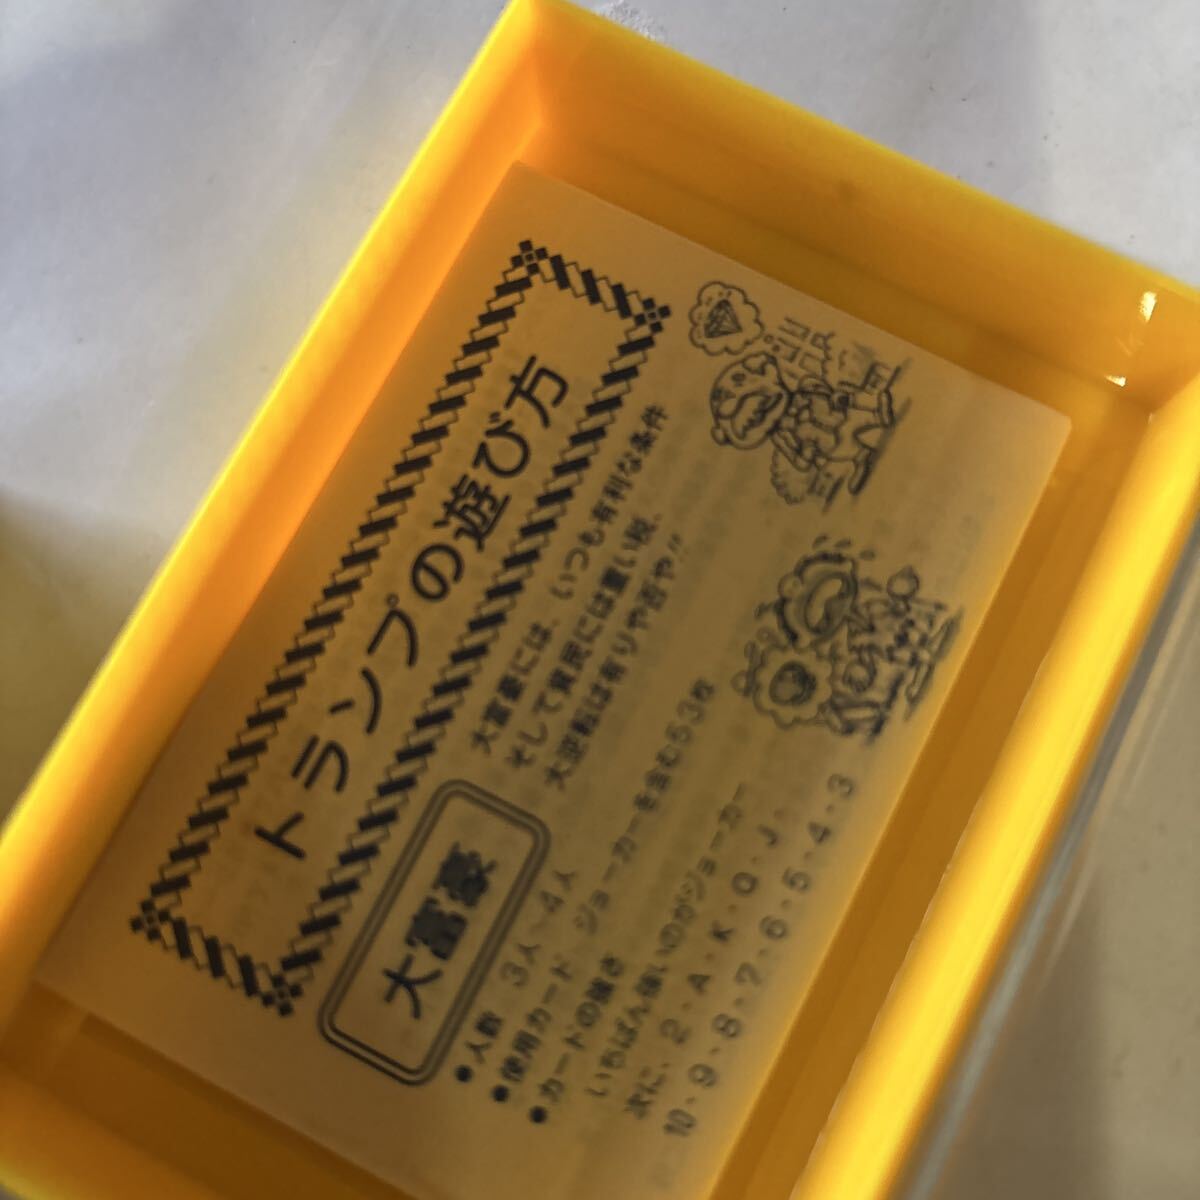 トランプの遊び方
大富豪
大富豪には、いつも有利な条件
そして貧民には重い税、
大逆転は有りや否や!!
●人数 3人~4人
●使用カード ジョーカーを含む53枚
●カードの強さ
いちばん強いのがジョーカー
次に、2・A・K・Q・J・
10・9・8・7・6・5・4・3